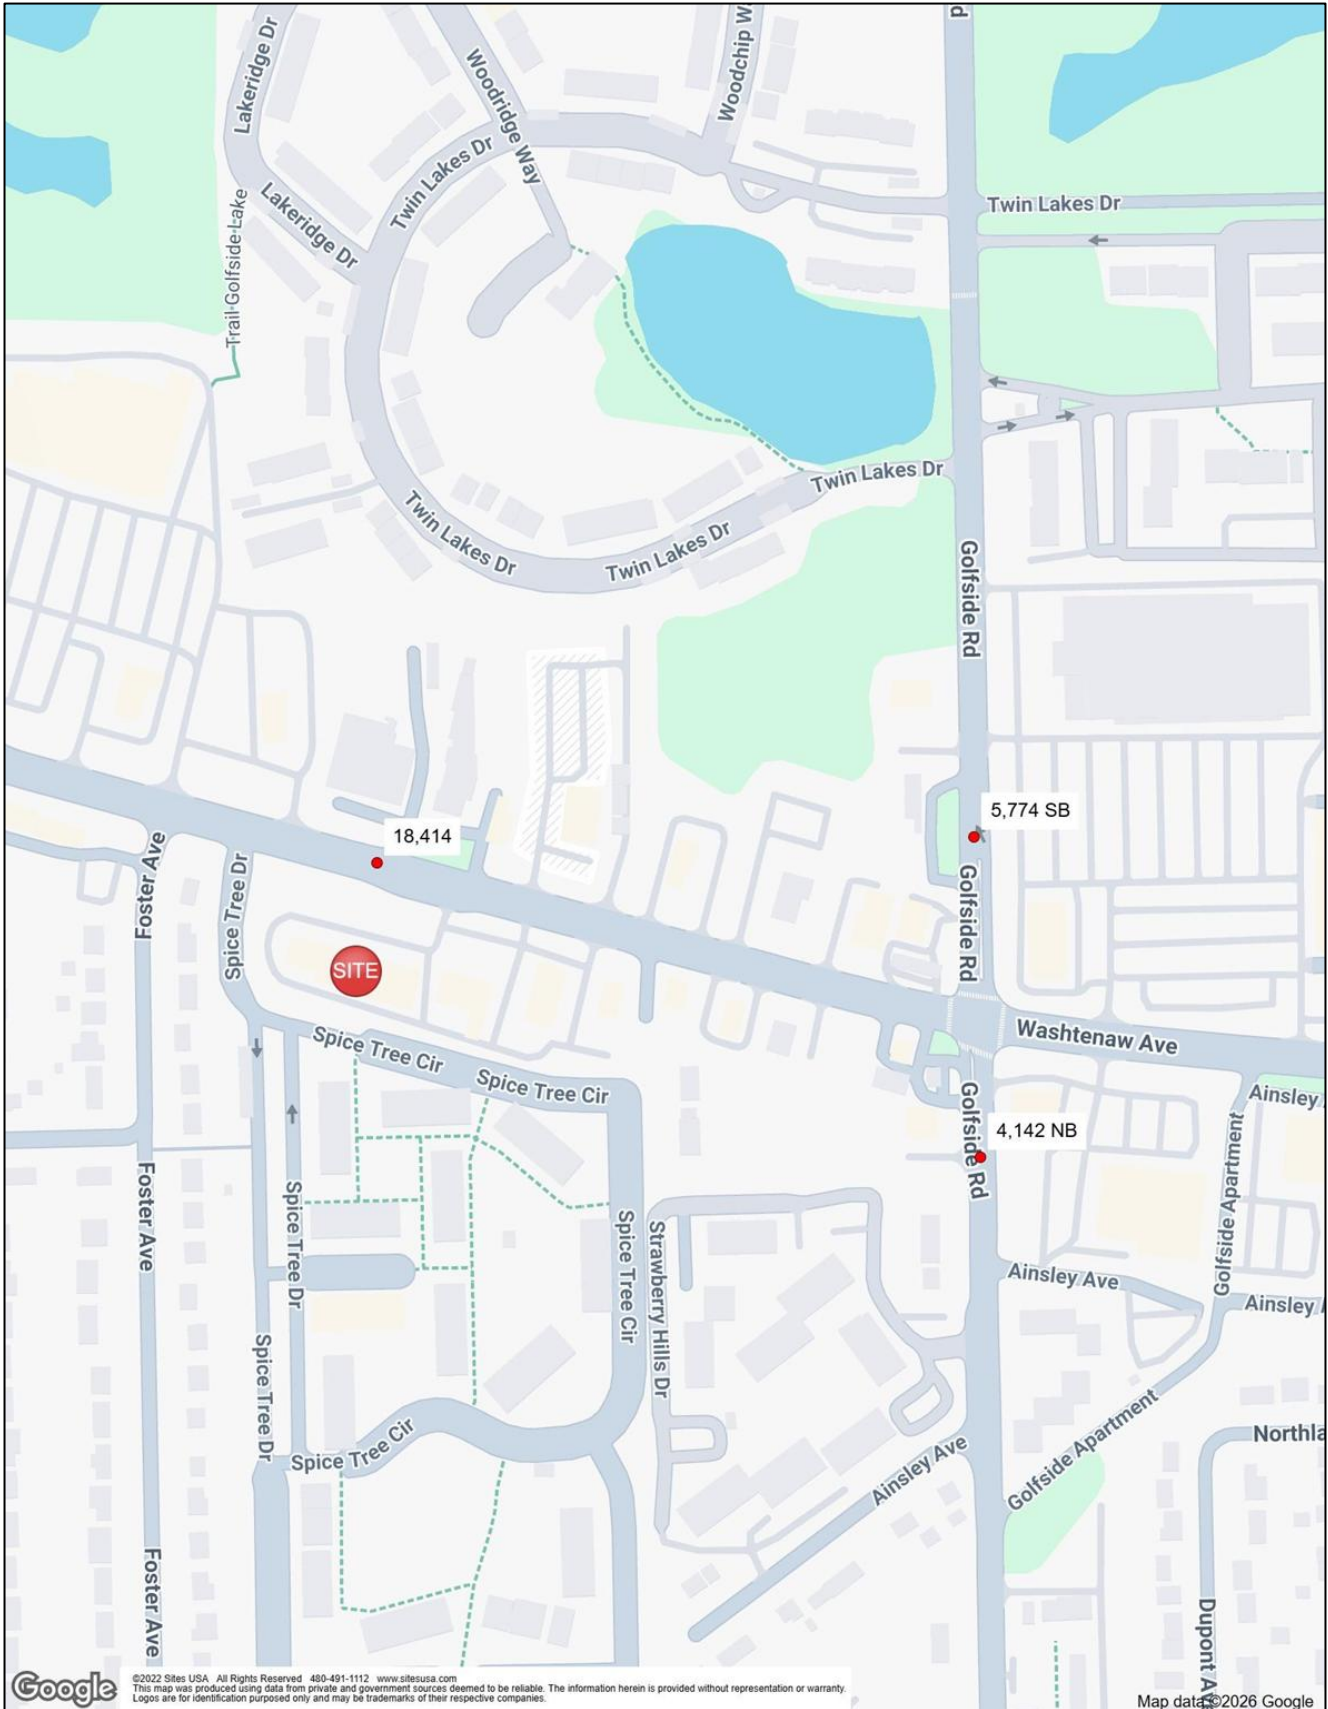 Lakeridge Dr
Woodridge Way
Woodchip W
d
Twin Lakes Dr
Lakeridge Dr
Trail-Golfside-Lake
Twin Lakes Dr
Twin Lakes Dr
Twin Lakes Dr
Twin Lakes Dr
Golfside Rd
5,774 SB
18,414
Foster Ave
Spice Tree Dr
Golfside Rd
SITE
Washtenaw Ave
Spice Tree Cir
Spice Tree Cir
Golfside Rd
Ainsley
4,142 NB
Golfside Apartment
Foster Ave
Spice Tree Dr
Spice Tree Cir
Strawberry Hills Dr
Ainsley Ave
Ainsley
Spice Tree Dr
Spice Tree Cir
Ainsley Ave
Golfside Apartment
Northla
Foster Ave
Dupont Av
Google
©2022 Sites USA All Rights Reserved 480-491-1112 www.sitesusa.com
This map was produced using data from private and government sources deemed to be reliable. The information herein is provided without representation or warranty.
Logos are for identification purposed only and may be trademarks of their respective companies.
Map data ©2026 Google